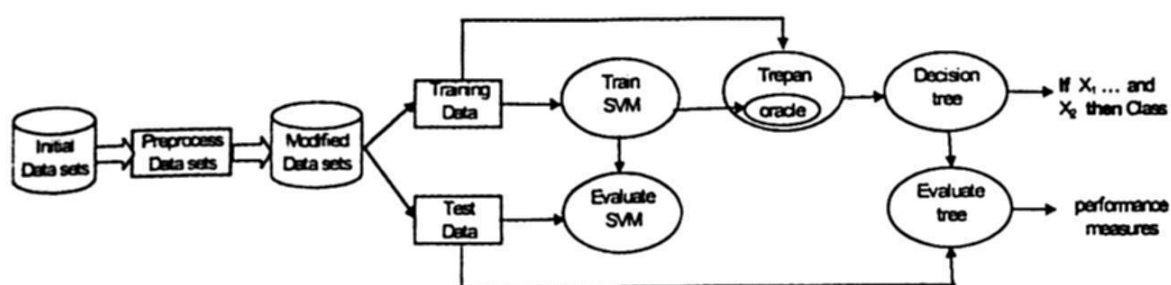 Initial
Data sets
Preprocess
Data sets
Modified
Data sets
Training
Data
Test
Data
Train
SVM
Evaluate
SVM
Trepan
oracle
Decision
tree
Evaluate
tree
If X₁ ... and
X₂ then Class
performance
measures